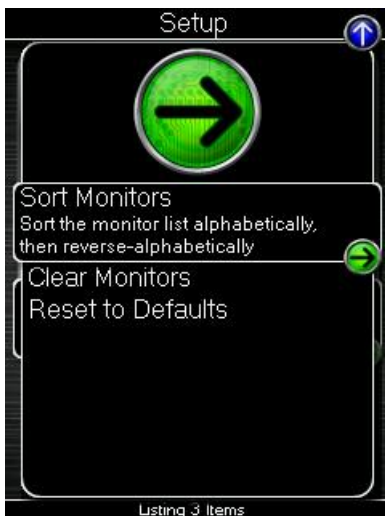 Setup
Sort Monitors
Sort the monitor list alphabetically,
then reverse-alphabetically
Clear Monitors
Reset to Defaults
Listing 3 Items